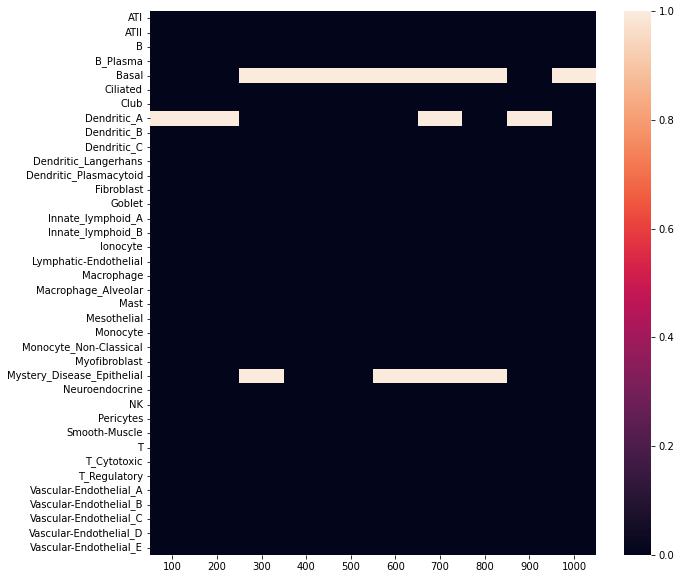 ATI
ATII
B
B_Plasma
Basal
Ciliated
Club
Dendritic_A
Dendritic_B
Dendritic_C
Dendritic_Langerhans
Dendritic_Plasmacytoid
Fibroblast
Goblet
Innate_lymphoid_A
Innate_lymphoid_B
Ionocyte
Lymphatic-Endothelial
Macrophage
Macrophage_Alveolar
Mast
Mesothelial
Monocyte
Monocyte_Non-Classical
Myofibroblast
Mystery_Disease_Epithelial
Neuroendocrine
NK
Pericytes
Smooth-Muscle
T
T_Cytotoxic
T_Regulatory
Vascular-Endothelial_A
Vascular-Endothelial_B
Vascular-Endothelial_C
Vascular-Endothelial_D
Vascular-Endothelial_E
100 200 300 400 500 600 700 800 900 1000
1.0
0.8
0.6
0.4
0.2
0.0